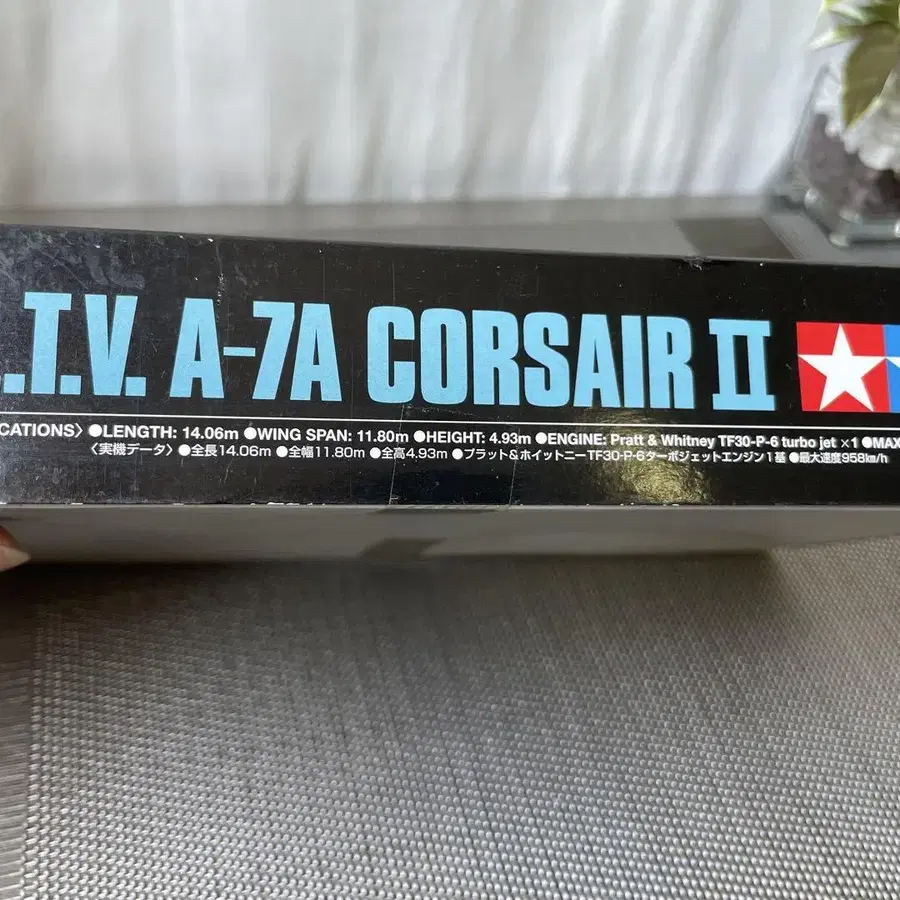 .T.V. A-7A CORSAIR II
CATIONS〉 ●LENGTH: 14.06m ●WING SPAN: 11.80m ●HEIGHT: 4.93m ●ENGINE: Pratt & Whitney TF30-P-6 turbo jet ×1 ●MAX
〈実機データ〉 ●全長14.06m ●全幅11.80m ●全高4.93m ●プラット&ホイットニーTF30-P-6ターボジェットエンジン1基 ●最大速度958km/h